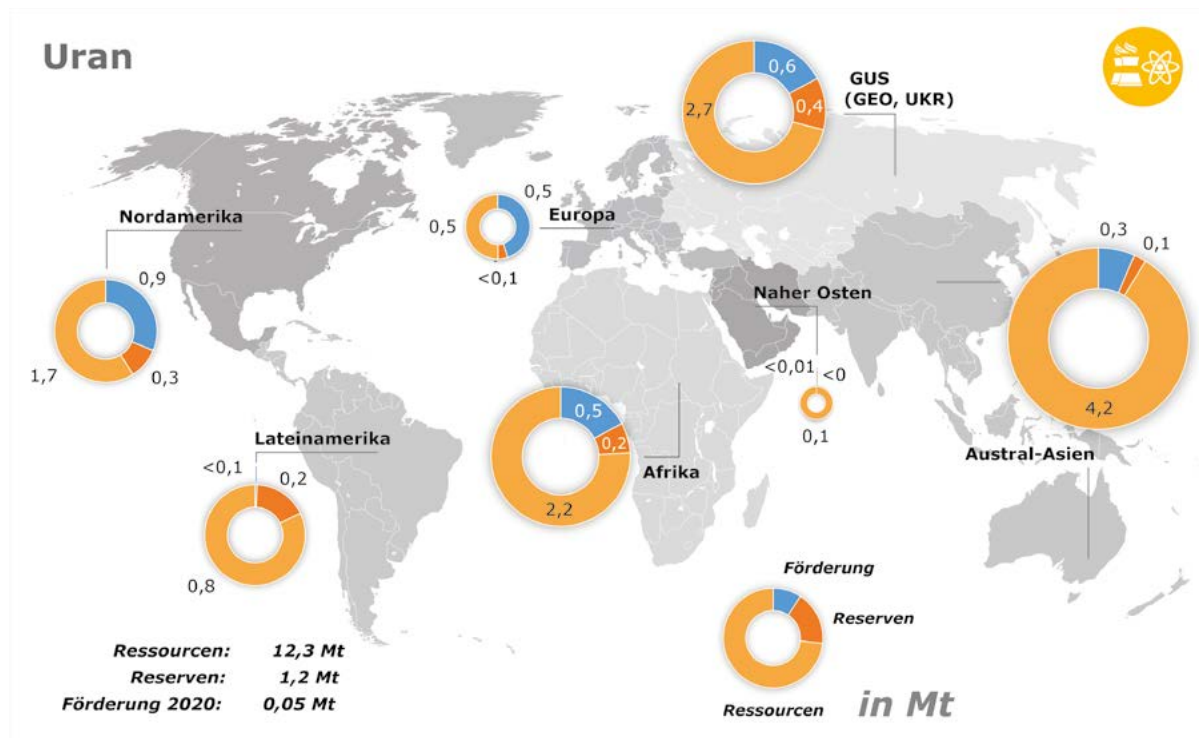 Uran
0,6
0,4
2,7
GUS
(GEO, UKR)
Nordamerika
0,9
0,3
1,7
0,5
0,5
<0,1
Europa
Naher Osten
<0,01
<0
0,1
0,3
0,1
4,2
Austral-Asien
Lateinamerika
<0,1
0,2
0,8
0,5
0,2
2,2
Afrika
Förderung
Reserven
Ressourcen
in Mt
Ressourcen: 12,3 Mt
Reserven: 1,2 Mt
Förderung 2020: 0,05 Mt